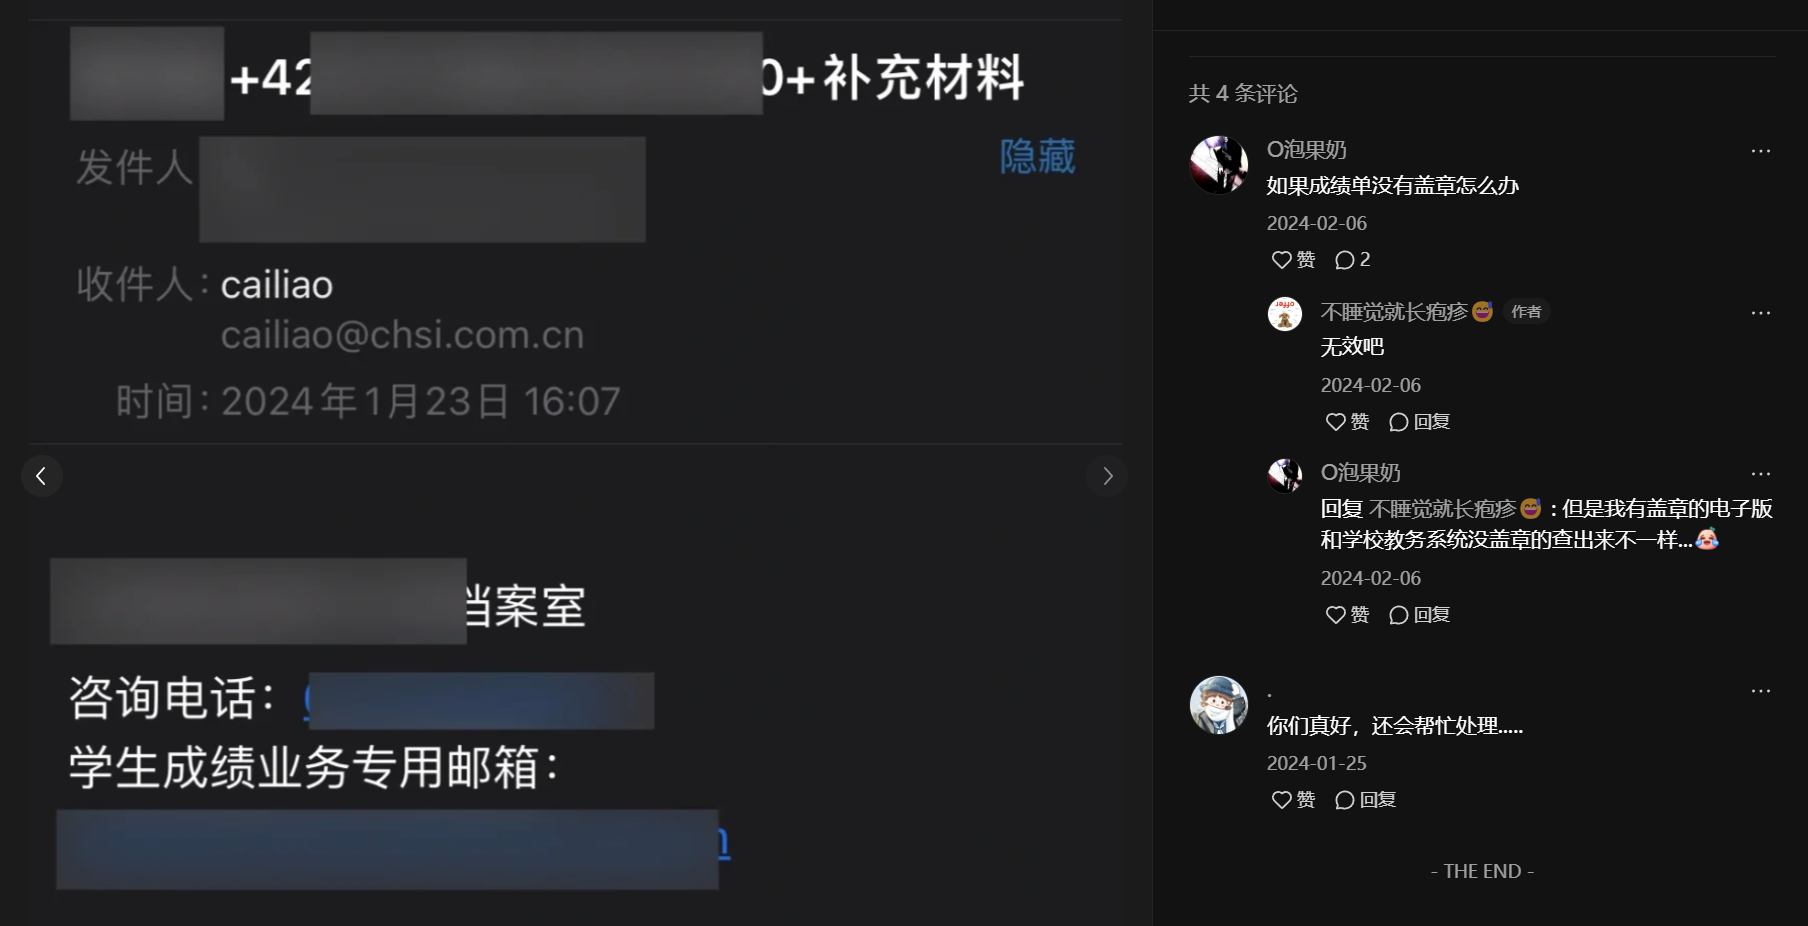 +42
0+补充材料
发件人
隐藏
收件人：cailiao
cailiao@chsi.com.cn
时间：2024年1月23日 16:07
档案室
咨询电话：
学生成绩业务专用邮箱：
共 4 条评论
O泡果奶
如果成绩单没有盖章怎么办
2024-02-06
赞 2
不睡觉就长疱疹😅 作者
无效吧
2024-02-06
赞 回复
O泡果奶
回复 不睡觉就长疱疹😅 : 但是我有盖章的电子版
和学校教务系统没盖章的查出来不一样...
2024-02-06
赞 回复
.
你们真好，还会帮忙处理.....
2024-01-25
赞 回复
- THE END -